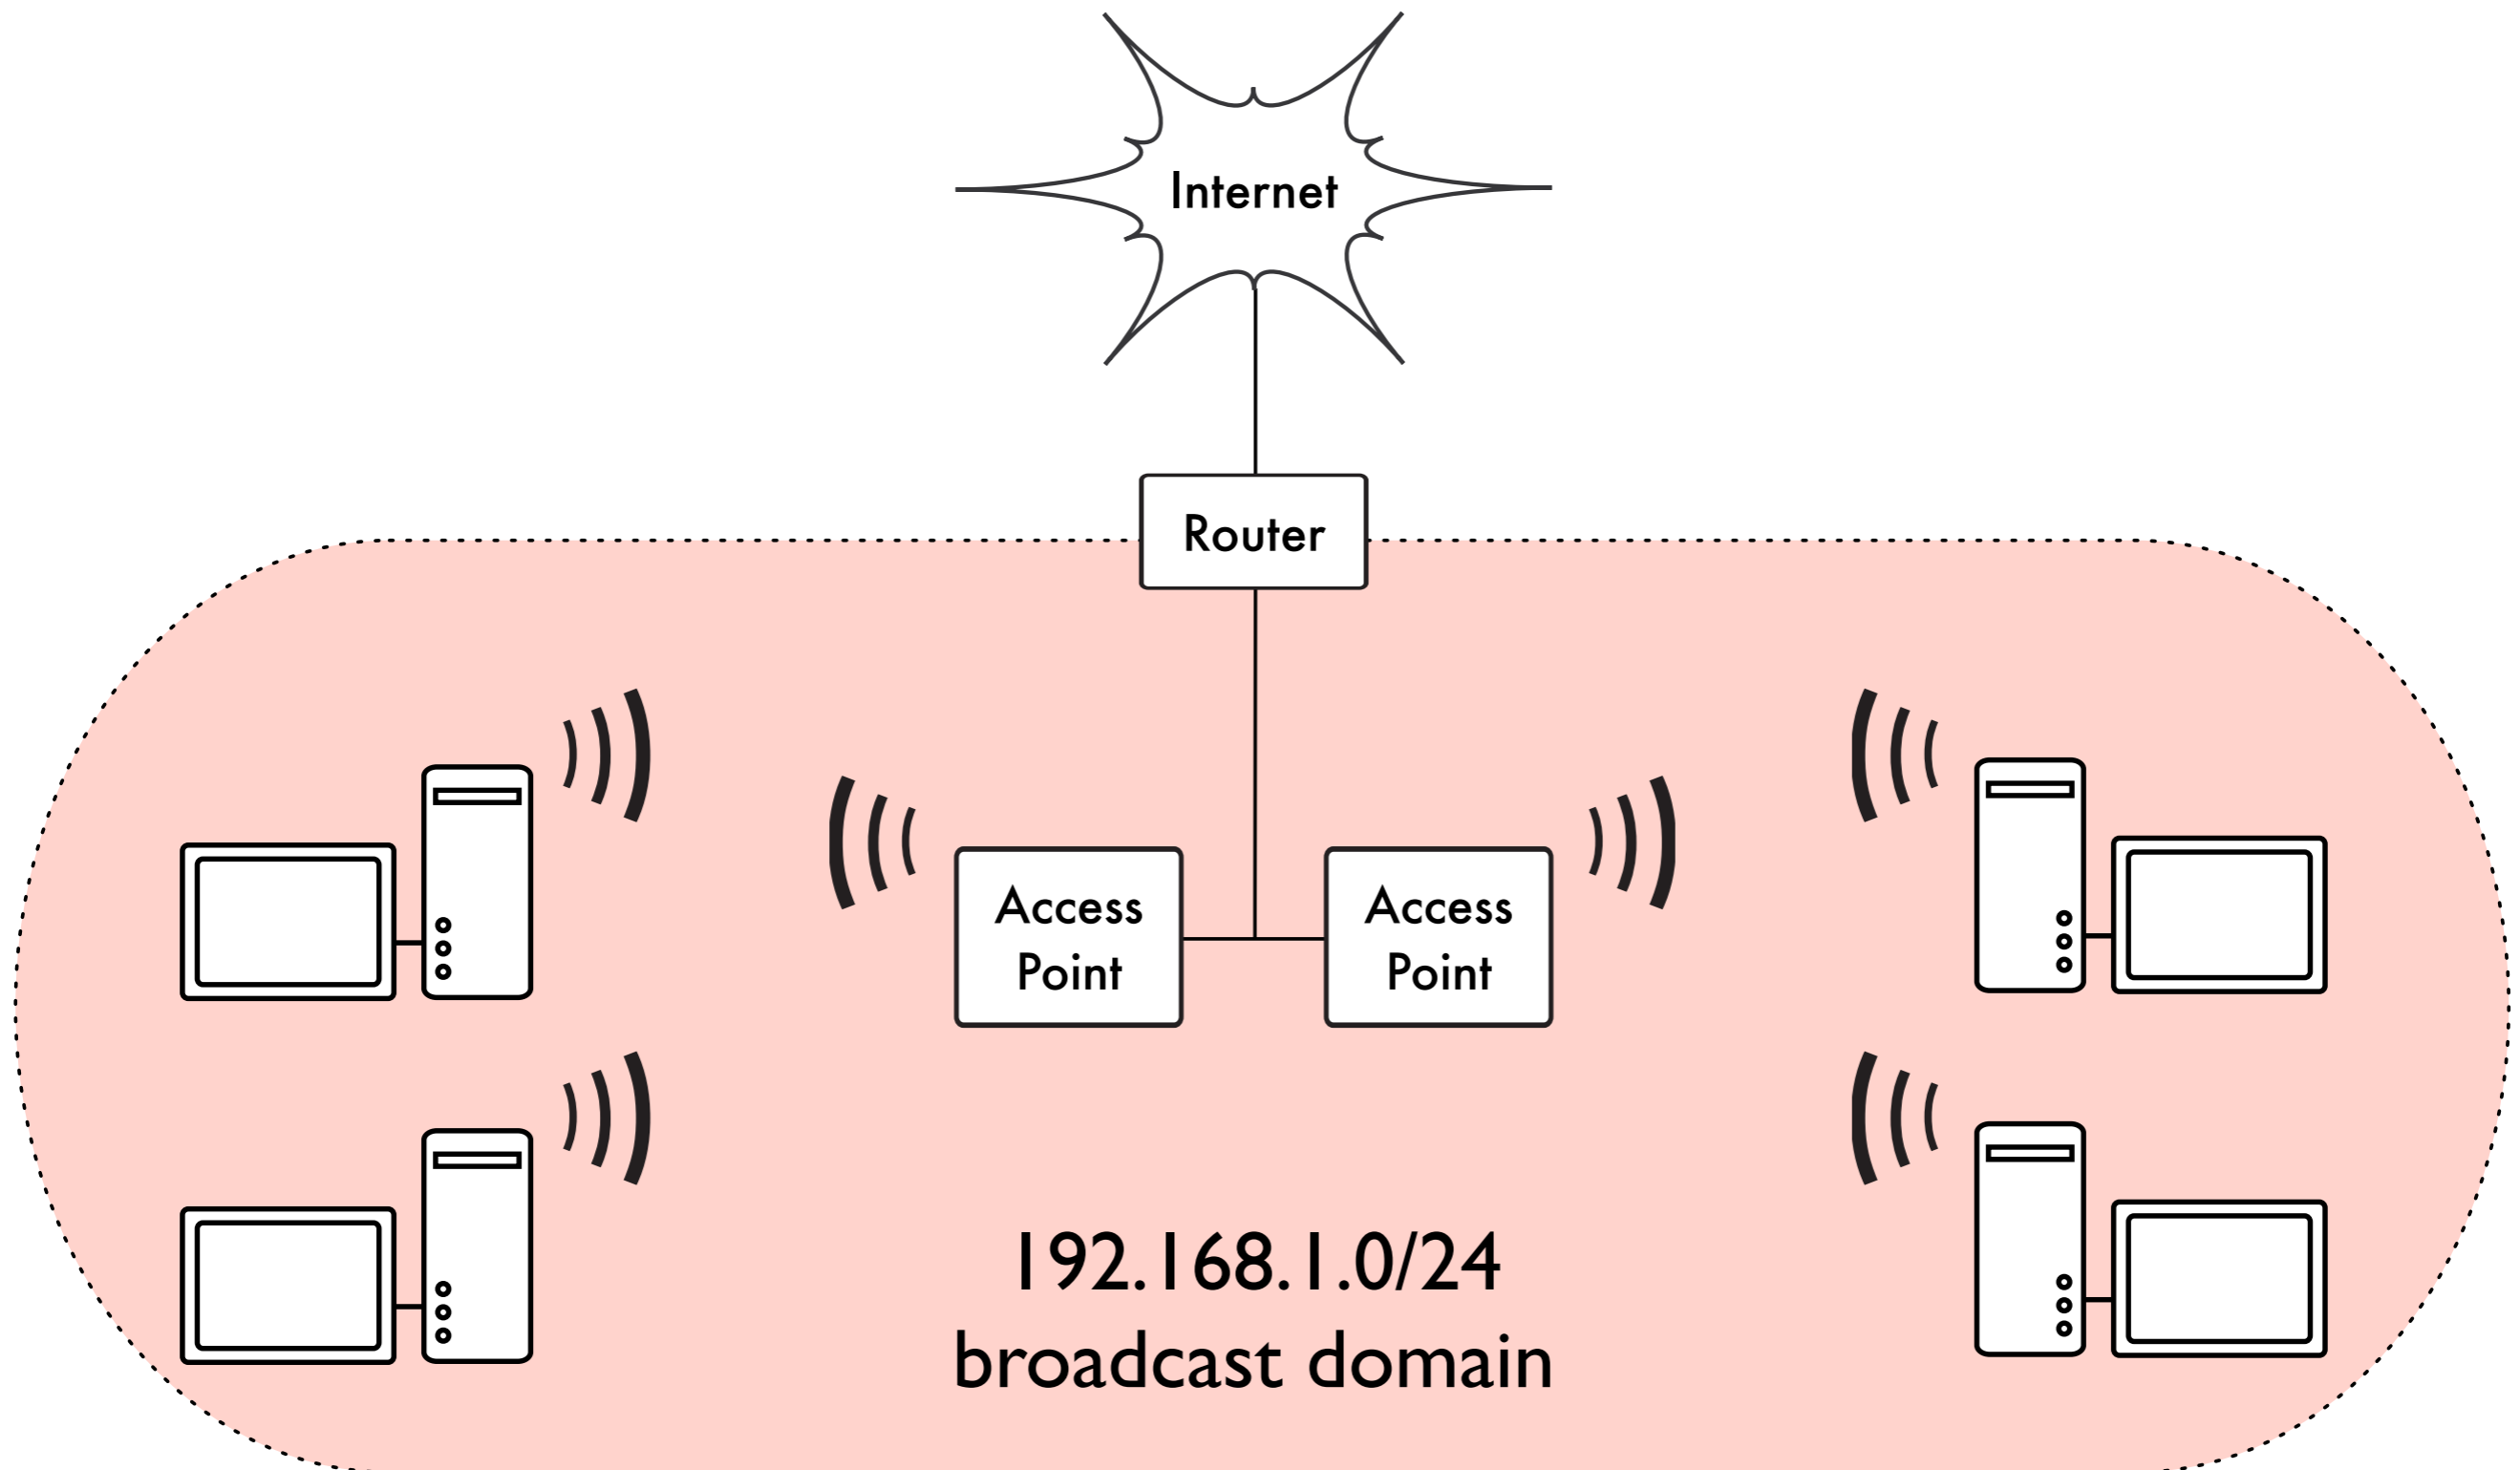 Internet
Router
Access
Point
Access
Point
192.168.1.0/24
broadcast domain